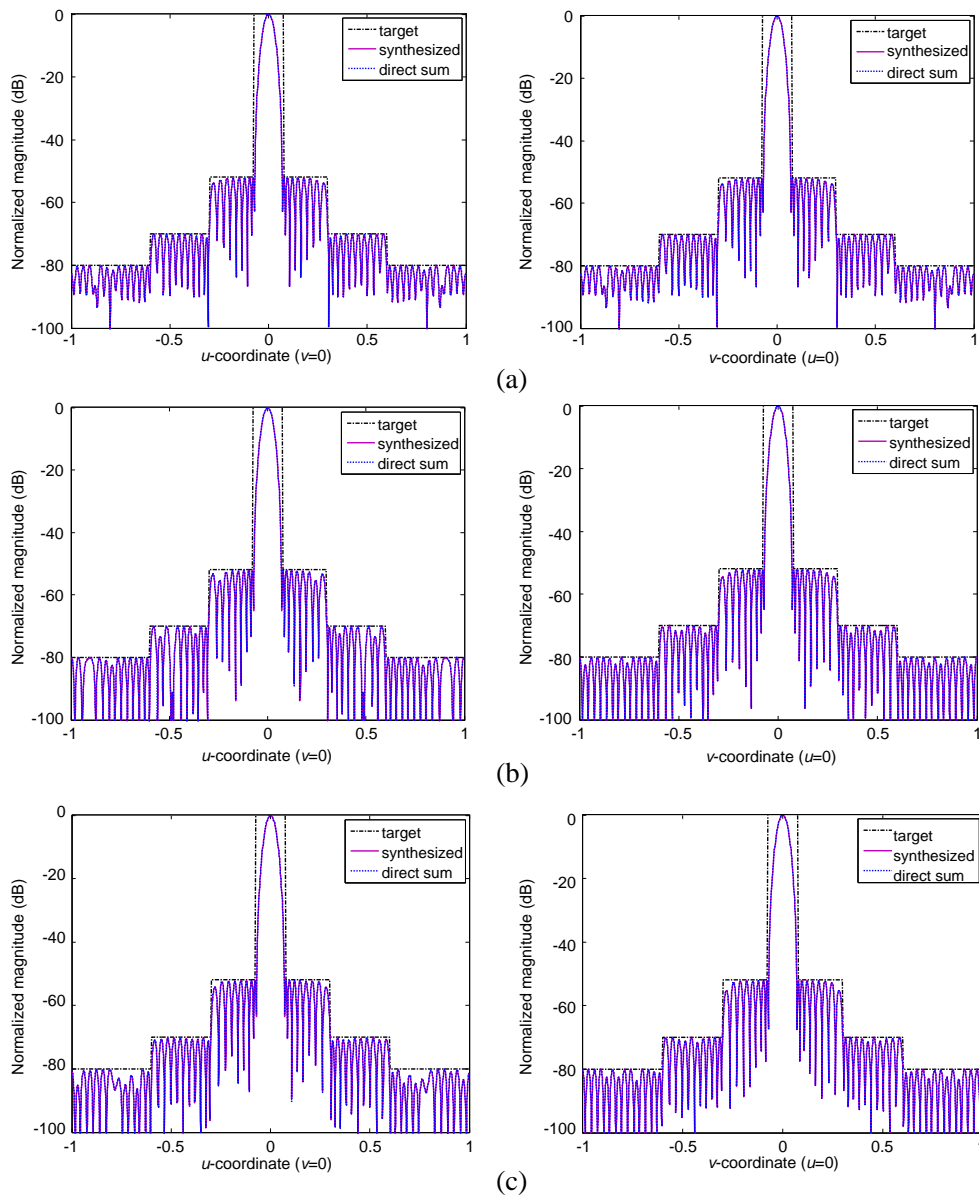 0
-20
-40
-60
-80
-100
Normalized magnitude (dB)
target
synthesized
direct sum
-1
-0.5
0
0.5
1
u-coordinate (v=0)
0
-20
-40
-60
-80
-100
Normalized magnitude (dB)
target
synthesized
direct sum
-1
-0.5
0
0.5
1
v-coordinate (u=0)
(a)
0
-20
-40
-60
-80
-100
Normalized magnitude (dB)
target
synthesized
direct sum
-1
-0.5
0
0.5
1
u-coordinate (v=0)
0
-20
-40
-60
-80
-100
Normalized magnitude (dB)
target
synthesized
direct sum
-1
-0.5
0
0.5
1
v-coordinate (u=0)
(b)
0
-20
-40
-60
-80
-100
Normalized magnitude (dB)
target
synthesized
direct sum
-1
-0.5
0
0.5
1
u-coordinate (v=0)
0
-20
-40
-60
-80
-100
Normalized magnitude (dB)
target
synthesized
direct sum
-1
-0.5
0
0.5
1
v-coordinate (u=0)
(c)